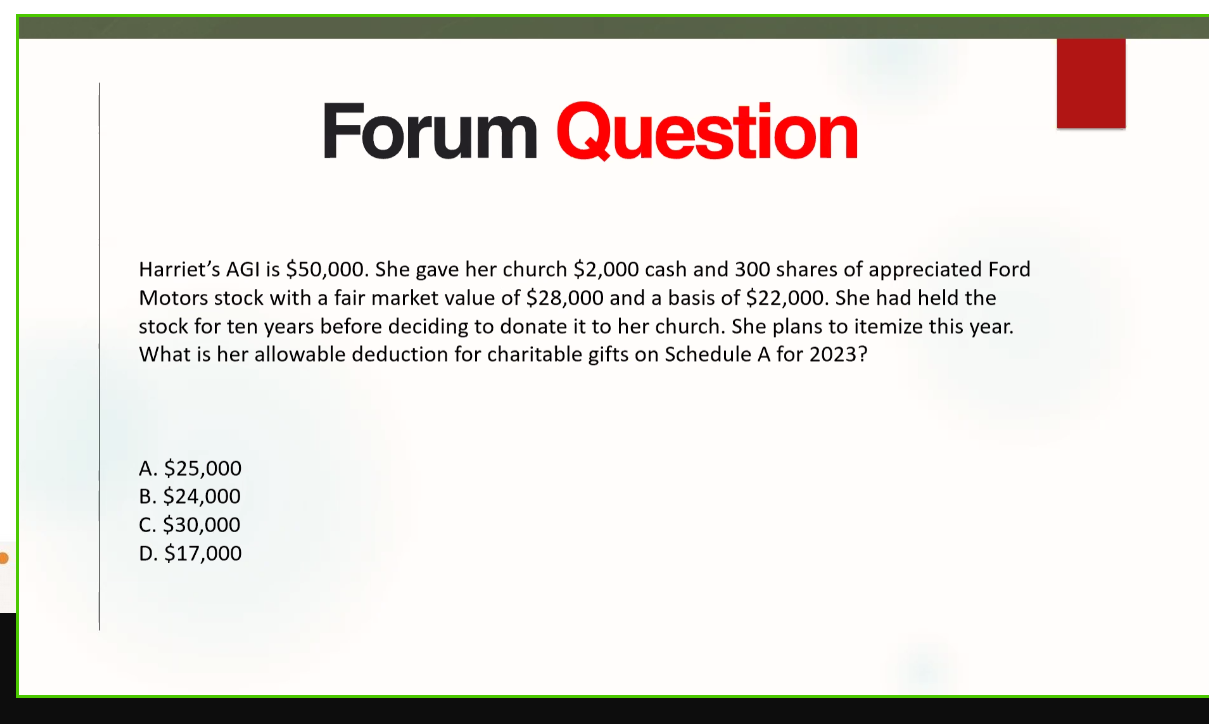 Forum Question
Harriet’s AGI is $50,000. She gave her church $2,000 cash and 300 shares of appreciated Ford
Motors stock with a fair market value of $28,000 and a basis of $22,000. She had held the
stock for ten years before deciding to donate it to her church. She plans to itemize this year.
What is her allowable deduction for charitable gifts on Schedule A for 2023?
A. $25,000
B. $24,000
C. $30,000
D. $17,000